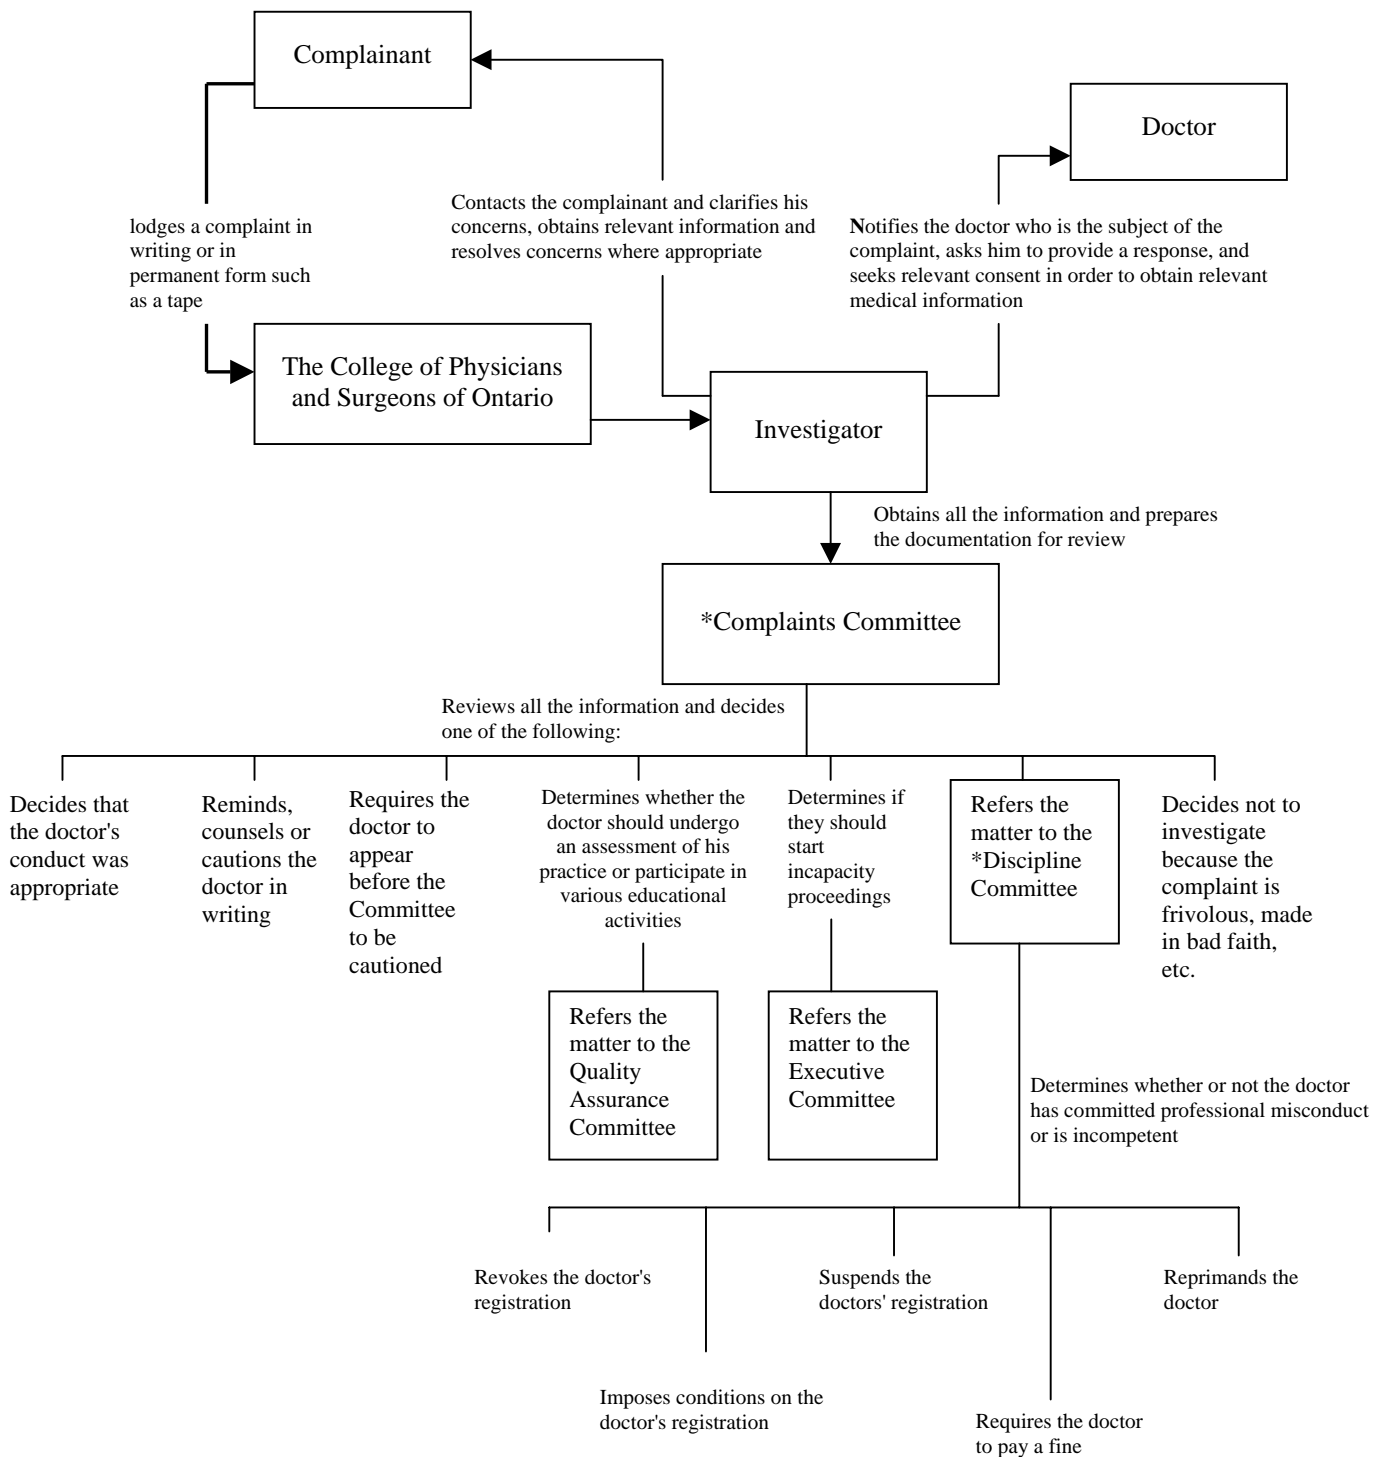 Complainant
Doctor
Contacts the complainant and clarifies his
concerns, obtains relevant information and
resolves concerns where appropriate
lodges a complaint in
writing or in
permanent form such
as a tape
Notifies the doctor who is the subject of the
complaint, asks him to provide a response, and
seeks relevant consent in order to obtain relevant
medical information
The College of Physicians
and Surgeons of Ontario
Investigator
Obtains all the information and prepares
the documentation for review
*Complaints Committee
Reviews all the information and decides
one of the following:
Decides that
the doctor's
conduct was
appropriate
Reminds,
counsels or
cautions the
doctor in
writing
Requires the
doctor to
appear
before the
Committee
to be
cautioned
Determines whether the
doctor should undergo
an assessment of his
practice or participate in
various educational
activities
Determines if
they should
start
incapacity
proceedings
Refers the
matter to the
*Discipline
Committee
Decides not to
investigate
because the
complaint is
frivolous, made
in bad faith,
etc.
Refers the
matter to the
Quality
Assurance
Committee
Refers the
matter to the
Executive
Committee
Determines whether or not the doctor
has committed professional misconduct
or is incompetent
Revokes the doctor's
registration
Suspends the
doctors' registration
Reprimands the
doctor
Imposes conditions on the
doctor's registration
Requires the doctor
to pay a fine